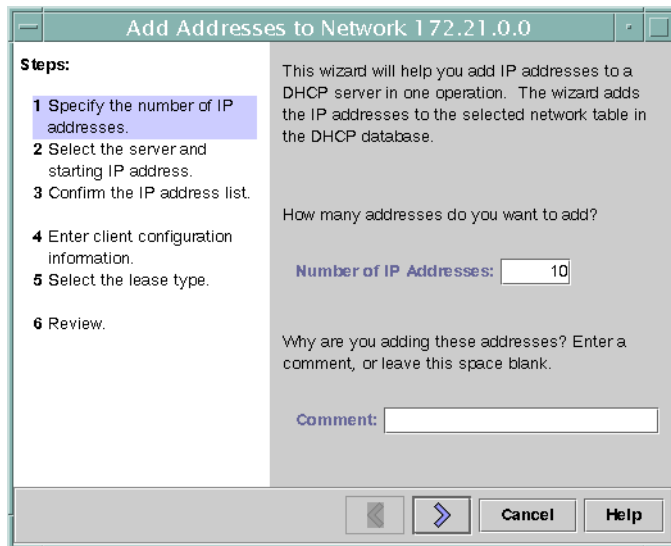 Add Addresses to Network 172.21.0.0
Steps:
1 Specify the number of IP
addresses.
2 Select the server and
starting IP address.
3 Confirm the IP address list.
4 Enter client configuration
information.
5 Select the lease type.
6 Review.
This wizard will help you add IP addresses to a
DHCP server in one operation. The wizard adds
the IP addresses to the selected network table in
the DHCP database.
How many addresses do you want to add?
Number of IP Addresses: 10
Why are you adding these addresses? Enter a
comment, or leave this space blank.
Comment:
Cancel
Help